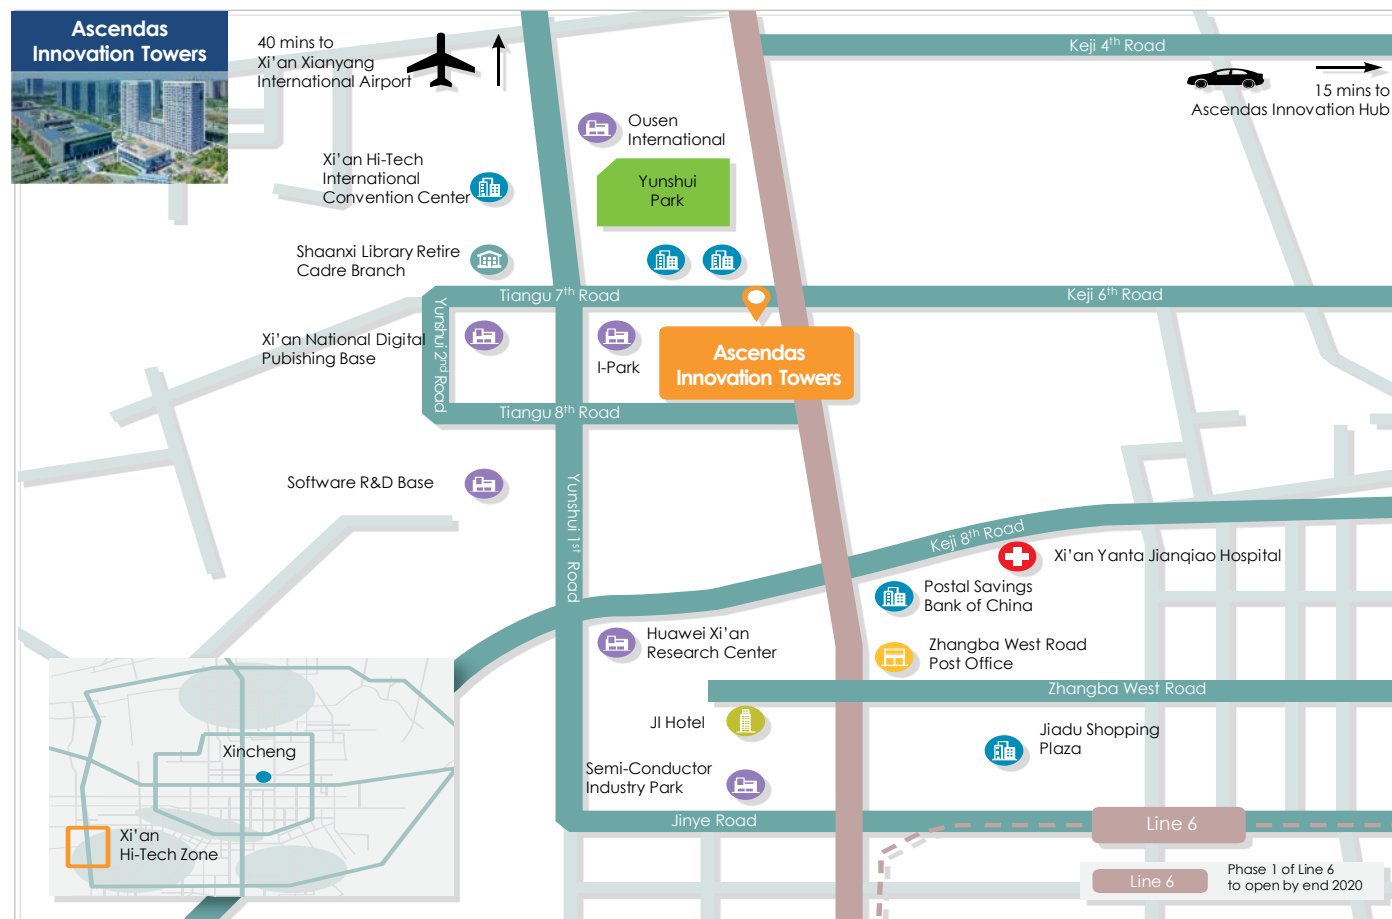 Ascendas
Innovation Towers
40 mins to
Xi'an Xianyang
International Airport
Keji 4th Road
15 mins to
Ascendas Innovation Hub
Ousen
International
Xi'an Hi-Tech
International
Convention Center
Yunshui
Park
Shaanxi Library Retire
Cadre Branch
Tiangu 7th Road
Keji 6th Road
Yunshui 2nd Road
Xi'an National Digital
Pubishing Base
I-Park
Ascendas
Innovation Towers
Tiangu 8th Road
Software R&D Base
Yunshui 1st Road
Keji 8th Road
Xi'an Yanta Jianqiao Hospital
Postal Savings
Bank of China
Huawei Xi'an
Research Center
Zhangba West Road
Post Office
Zhangba West Road
JI Hotel
Jiadu Shopping
Plaza
Semi-Conductor
Industry Park
Xincheng
Xi'an
Hi-Tech Zone
Jinye Road
Line 6
Line 6
Phase 1 of Line 6
to open by end 2020